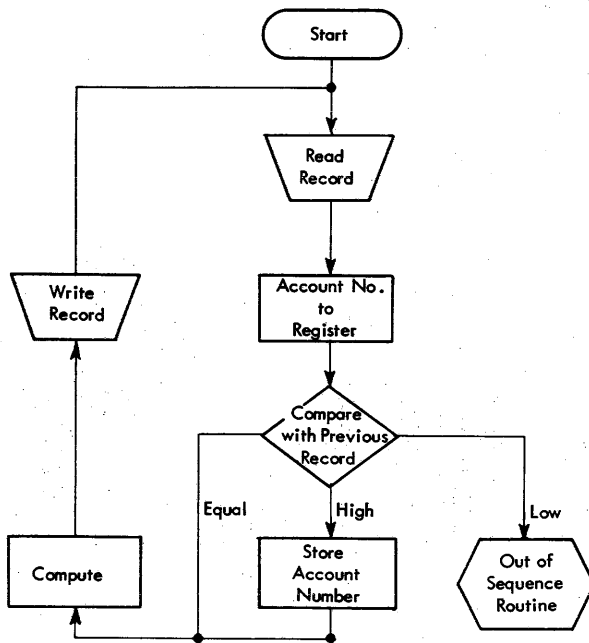 Start
Read
Record
Account No.
to
Register
Compare
with Previous
Record
Equal
High
Low
Store
Account
Number
Out of
Sequence
Routine
Compute
Write
Record